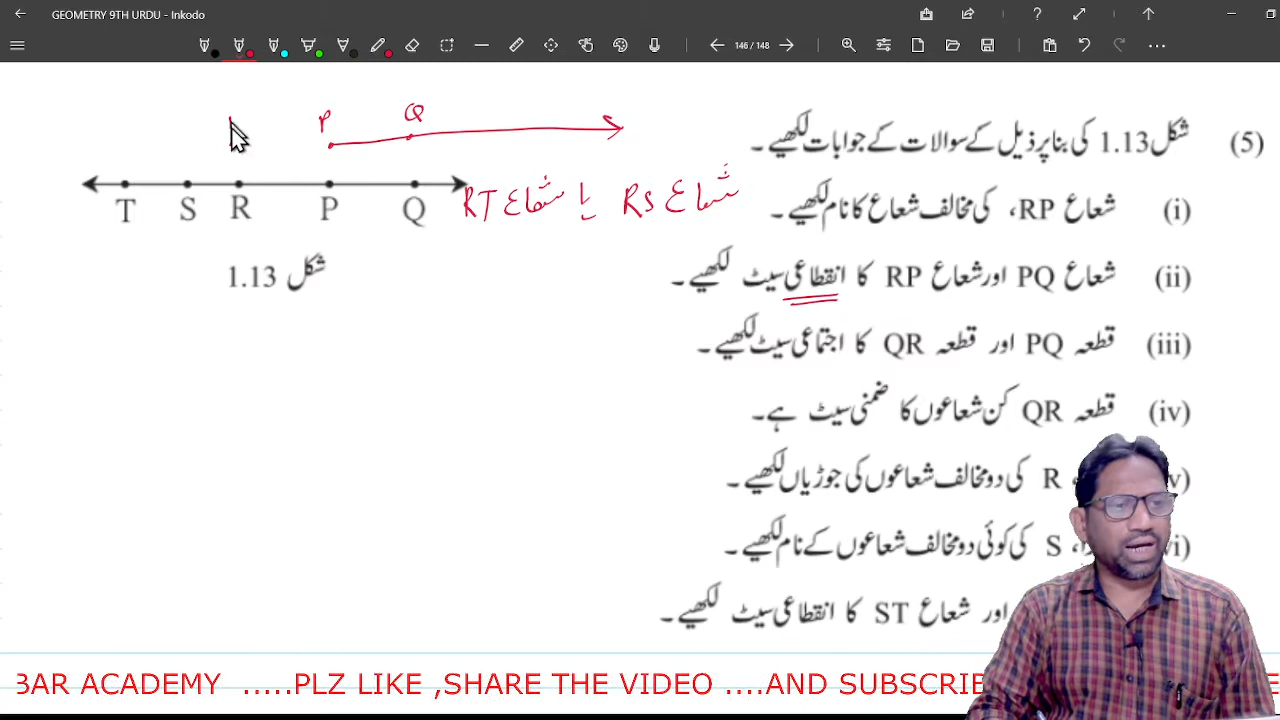 GEOMETRY 9TH URDU - Inkodo
146 / 148
P Q
(5) شکل 1.13 کی بنا پر ذیل کے سوالات کے جوابات لکھیے۔
T S R P Q
شعاع RS یا شعاع RT
(i) شعاع RP، کی مخالف شعاع کا نام لکھیے۔
شکل 1.13
(ii) شعاع PQ اور شعاع RP کا انقطاعی سیٹ لکھیے۔
(iii) قطعہ PQ اور قطعہ QR کا اجتماعی سیٹ لکھیے۔
(iv) قطعہ QR کن شعاعوں کا ضمنی سیٹ ہے۔
v) R کی دو مخالف شعاعوں کی جوڑیاں لکھیے۔
vi) S کی کوئی دو مخالف شعاعوں کے نام لکھیے۔
اور شعاع ST کا انقطاعی سیٹ لکھیے۔
BAR ACADEMY .....PLZ LIKE ,SHARE THE VIDEO ....AND SUBSCRIBE